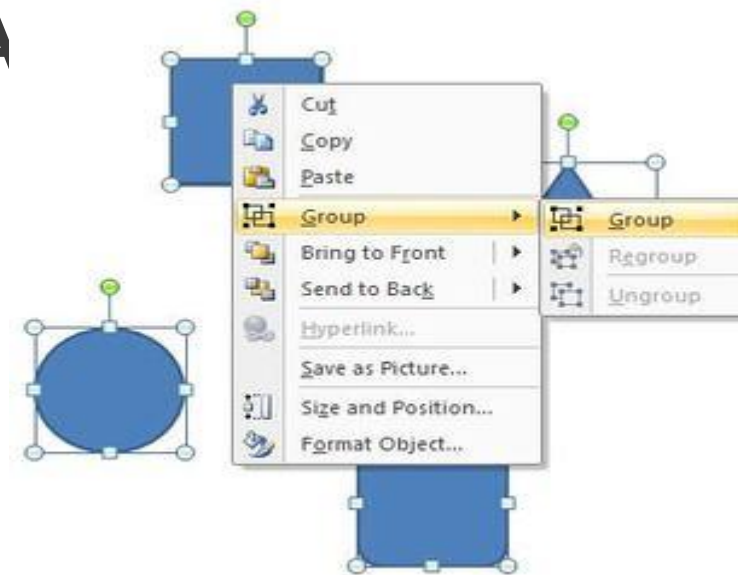 A
Cut
Copy
Paste
Group
Bring to Front
Send to Back
Hyperlink...
Save as Picture...
Size and Position...
Format Object...
Group
Regroup
Ungroup